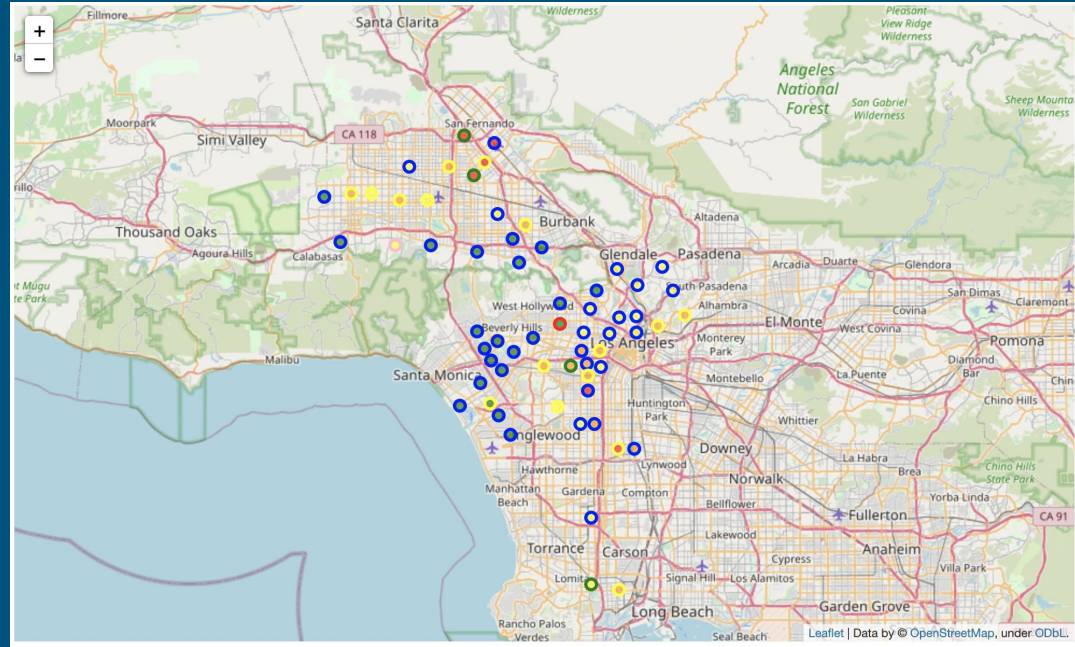 Fillmore
Santa Clarita
Wilderness
Pleasant
View Ridge
Wilderness
+
−
Angeles
National
Forest
San Gabriel
Wilderness
Sheep Mounta
Wilderness
Moorpark
CA 118
San Fernando
Simi Valley
Thousand Oaks
Burbank
Altadena
Agoura Hills
Calabasas
Glendale
Pasadena
Arcadia
Duarte
Glendora
South Pasadena
San Dimas
Claremont
West Hollywood
Alhambra
Covina
El Monte
West Covina
Beverly Hills
Los Angeles
Monterey
Park
Pomona
Malibu
Diamond
Bar
Santa Monica
Montebello
La Puente
Chino
Chino Hills
Huntington
Park
Whittier
Inglewood
Downey
Hawthorne
Lynwood
La Habra
Brea
Chino Hills
State Park
Norwalk
Manhattan
Beach
Gardena
Compton
Bellflower
Yorba Linda
Fullerton
CA 91
Torrance
Carson
Lakewood
Cypress
Anaheim
Villa Park
Lomita
Signal Hill
Los Alamitos
Long Beach
Garden Grove
Rancho Palos
Verdes
Seal Beach
Leaflet | Data by © OpenStreetMap, under ODbL.